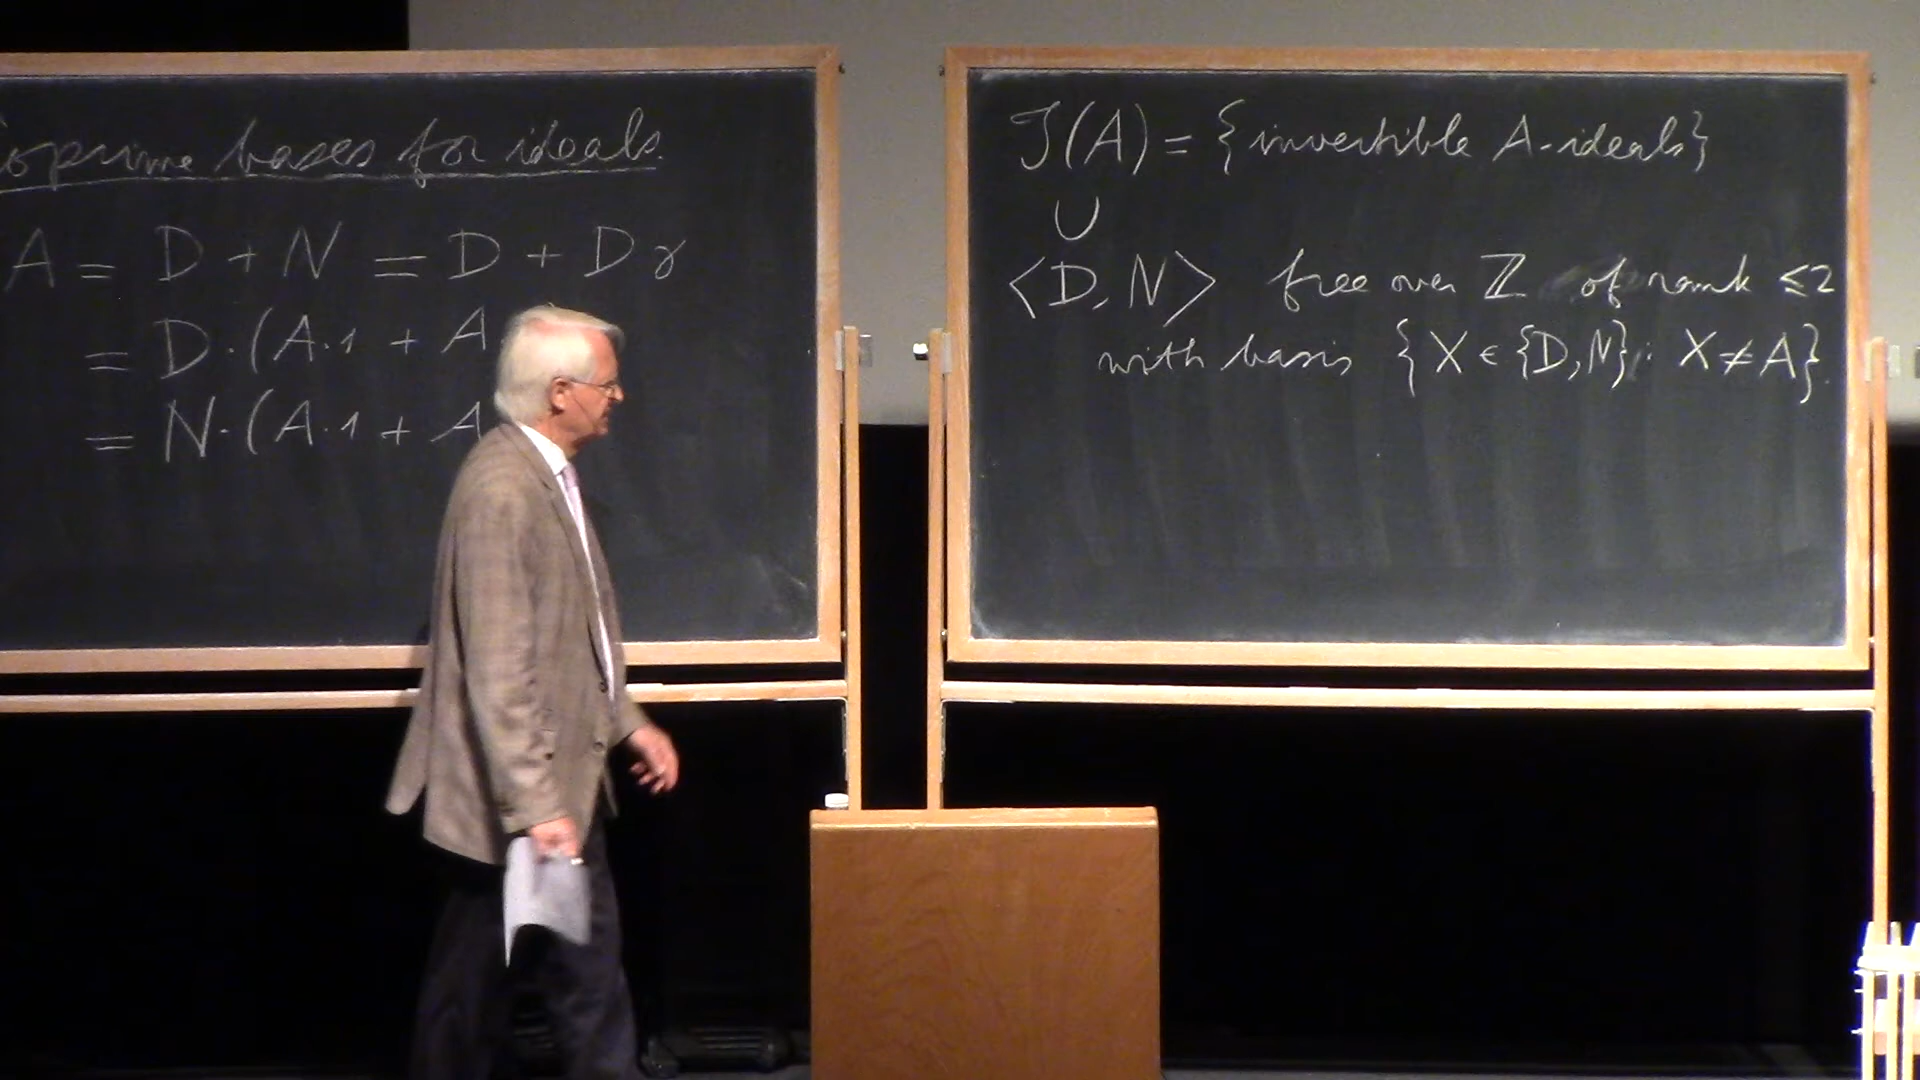 oprime bases for ideals.
A = D + N = D + Dγ
= D·(A·1 + A
= N·(A·1 + A
I(A) = {invertible A-ideals}
∪
⟨D,N⟩ free over ℤ of rank ≤2
with basis {X ∈ {D,N} : X ≠ A}.